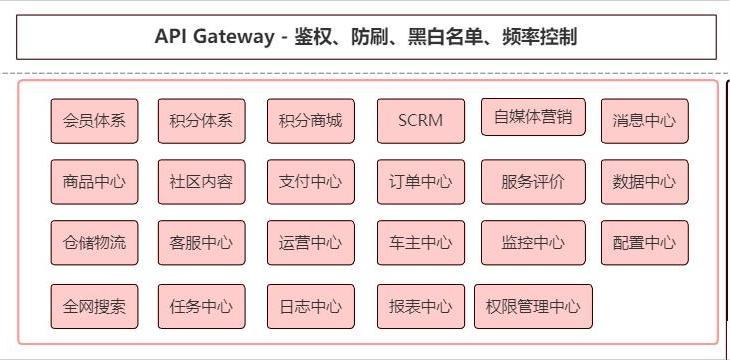 API Gateway - 鉴权、防刷、黑白名单、频率控制
会员体系
积分体系
积分商城
SCRM
自媒体营销
消息中心
商品中心
社区内容
支付中心
订单中心
服务评价
数据中心
仓储物流
客服中心
运营中心
车主中心
监控中心
配置中心
全网搜索
任务中心
日志中心
报表中心
权限管理中心